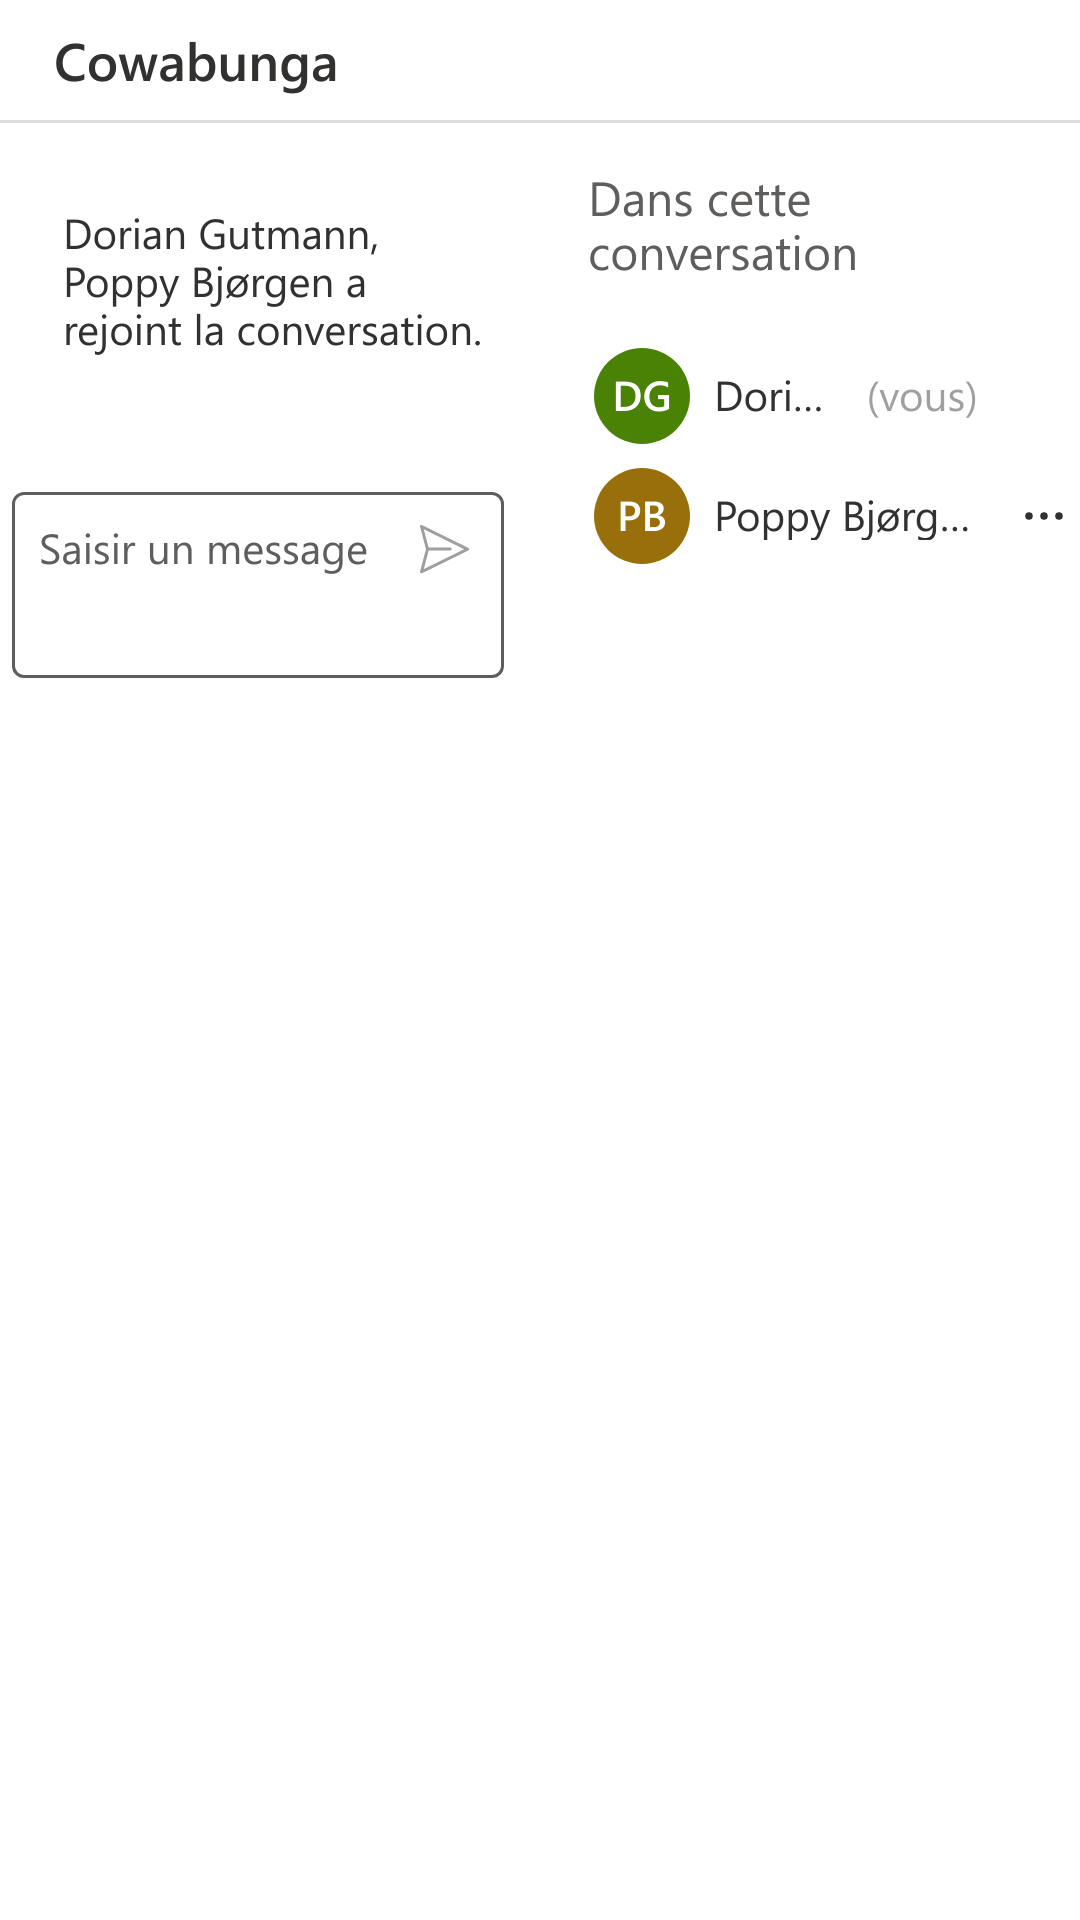 Cowabunga
Dorian Gutmann,
Poppy Bjørgen a
rejoint la conversation.
Saisir un message
Dans cette
conversation
DG Dori... (vous)
PB Poppy Bjørg...